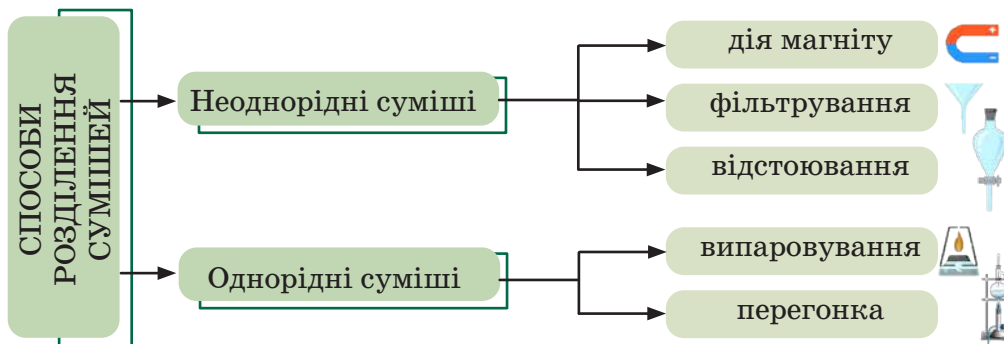 СПОСОБИ
РОЗДІЛЕННЯ
СУМІШЕЙ
Неоднорідні суміші
дія магніту
фільтрування
відстоювання
Однорідні суміші
випаровування
перегонка